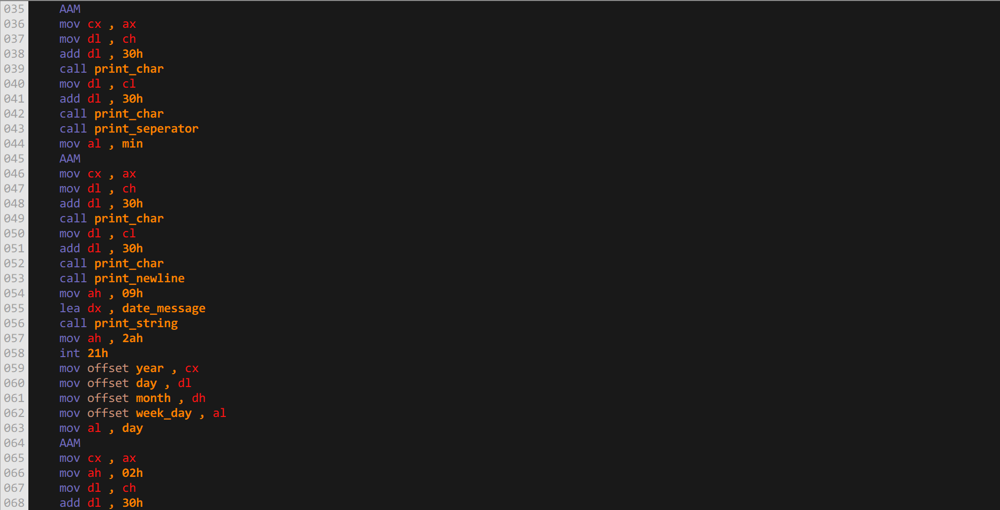 035 AAM
036 mov cx , ax
037 mov dl , ch
038 add dl , 30h
039 call print_char
040 mov dl , cl
041 add dl , 30h
042 call print_char
043 call print_seperator
044 mov al , min
045 AAM
046 mov cx , ax
047 mov dl , ch
048 add dl , 30h
049 call print_char
050 mov dl , cl
051 add dl , 30h
052 call print_char
053 call print_newline
054 mov ah , 09h
055 lea dx , date_message
056 call print_string
057 mov ah , 2ah
058 int 21h
059 mov offset year , cx
060 mov offset day , dl
061 mov offset month , dh
062 mov offset week_day , al
063 mov al , day
064 AAM
065 mov cx , ax
066 mov ah , 02h
067 mov dl , ch
068 add dl , 30h